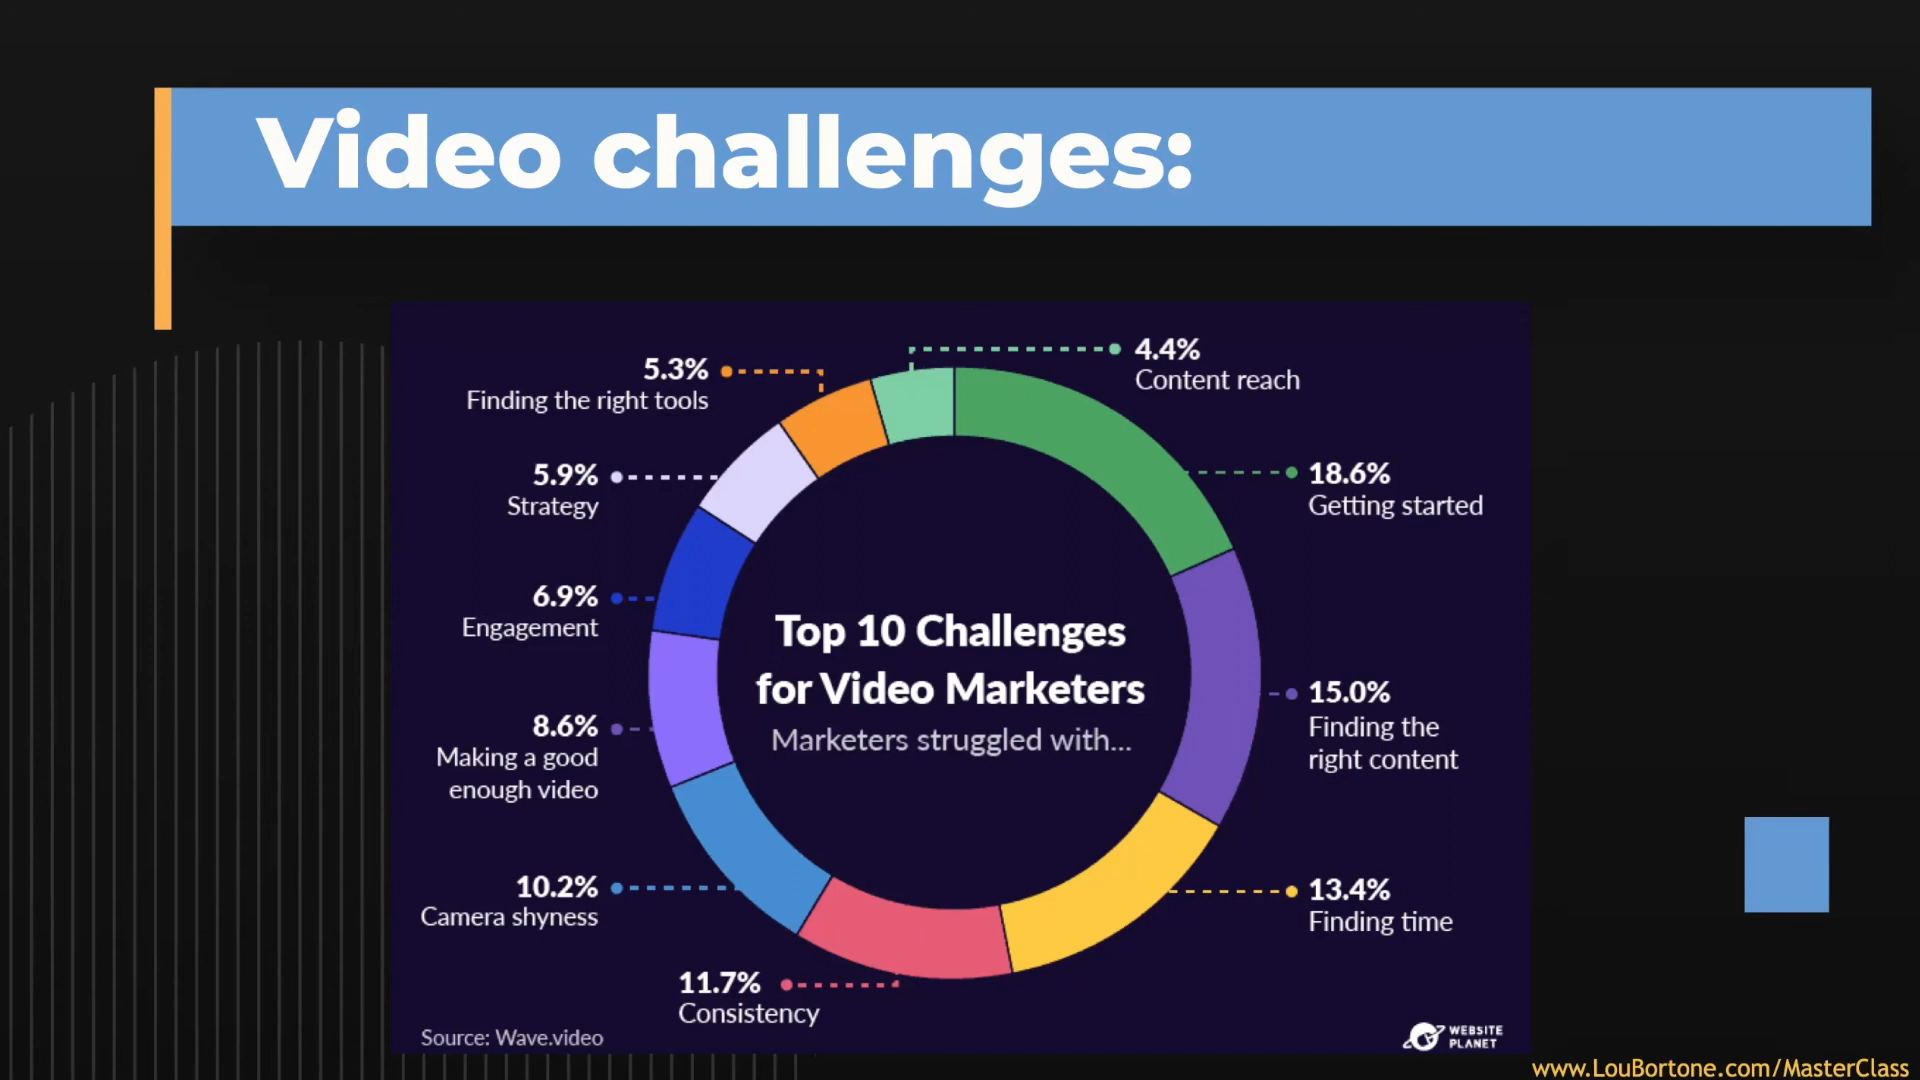 Video challenges:
4.4%
Content reach
5.3%
Finding the right tools
18.6%
Getting started
5.9%
Strategy
6.9%
Engagement
Top 10 Challenges
for Video Marketers
Marketers struggled with...
15.0%
Finding the
right content
8.6%
Making a good
enough video
10.2%
Camera shyness
13.4%
Finding time
11.7%
Consistency
Source: Wave.video
WEBSITE
PLANET
www.LouBortone.com/MasterClass